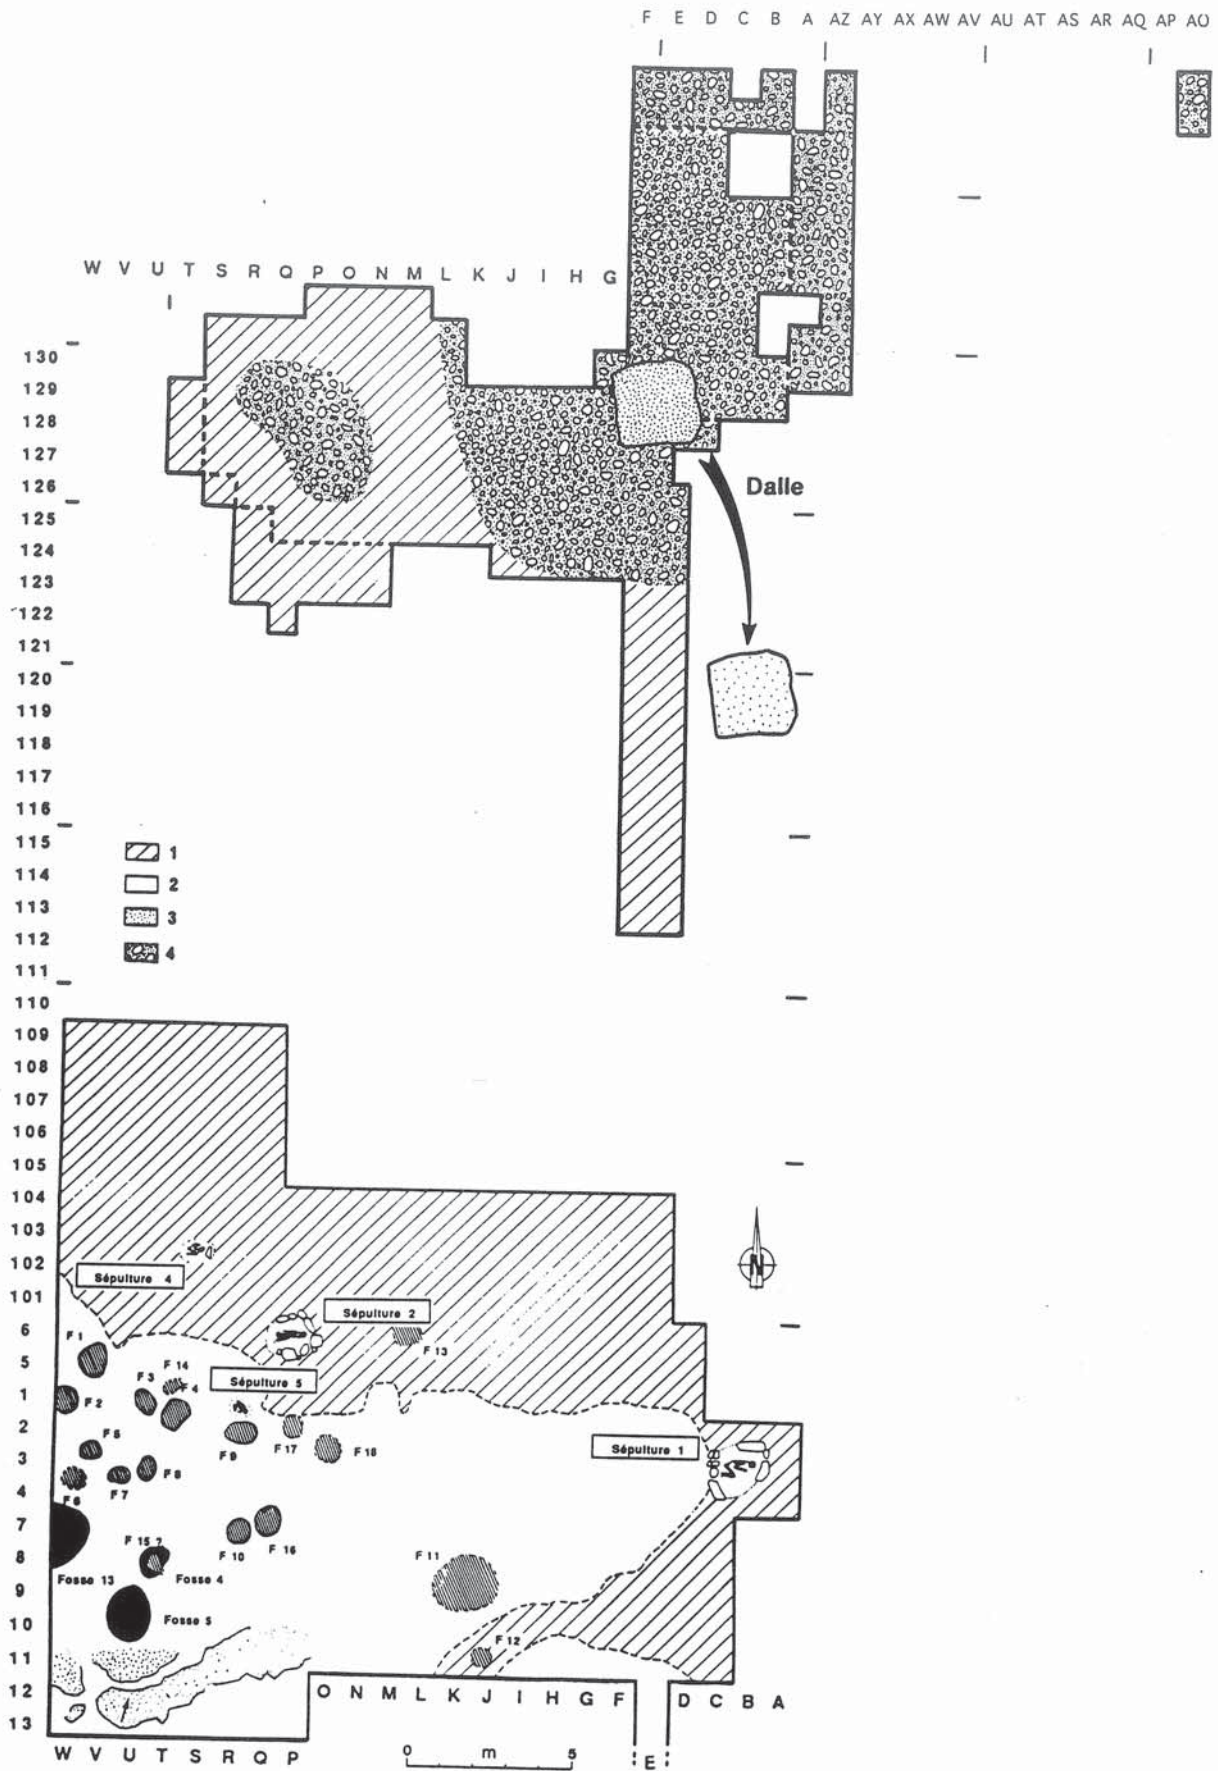 F E D C B A AZ AY AX AW AV AU AT AS AR AQ AP AO
W V U T S R Q P O N M L K J I H G
130
129
128
127
126
125
124
123
122
121
120
119
118
117
116
115
114
113
112
111
110
109
108
107
106
105
104
103
102
101
6
5
1
2
3
4
7
8
9
10
11
12
13
Dalle
1
2
3
4
N
Sépulture 4
Sépulture 2
F 1
F 13
F 14
F 3
F 4
Sépulture 5
F 2
F 5
F 9
F 17
F 18
Sépulture 1
F 8
F 7
F 6
F 15 ?
F 10
F 16
F 11
Fosse 13
Fosse 4
Fosse 5
F 12
O N M L K J I H G F D C B A
W V U T S R Q P
0 m 5
E